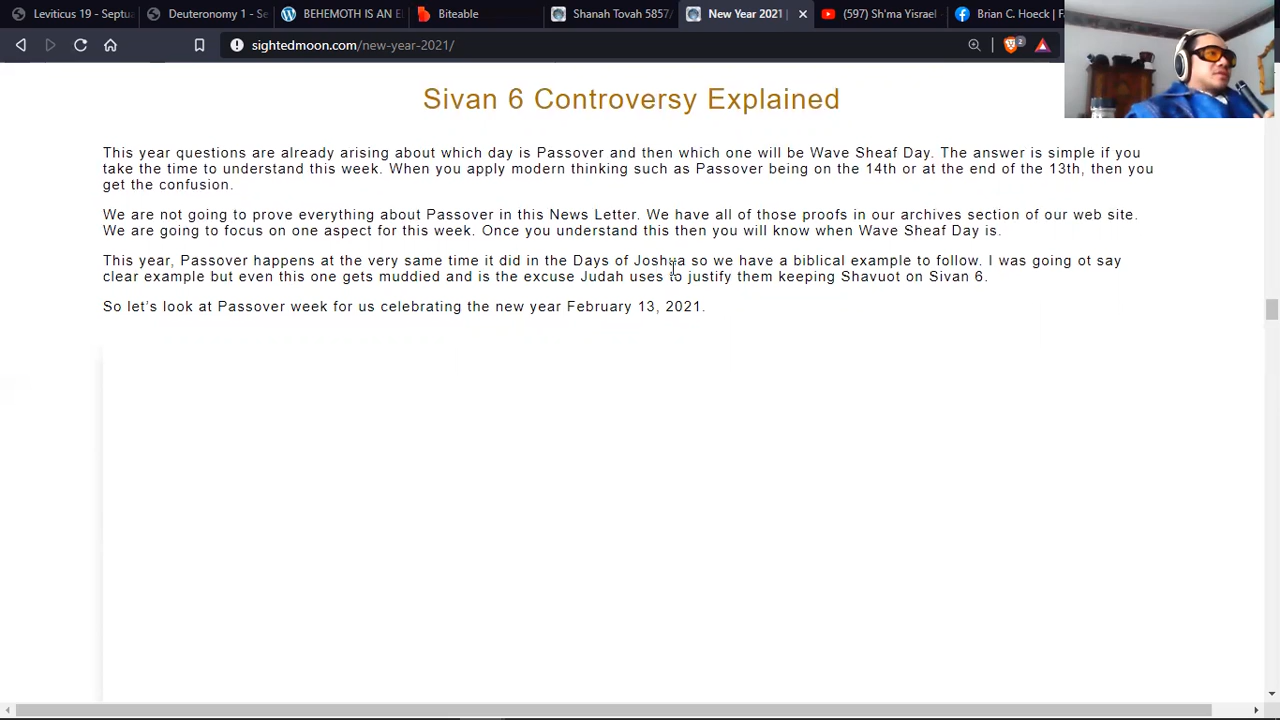 Leviticus 19 - Septua
Deuteronomy 1 - Se
BEHEMOTH IS AN E
Biteable
Shanah Tovah 5857/
New Year 2021
(597) Sh'ma Yisrael
Brian C. Hoeck | F
sightedmoon.com/new-year-2021/
2
Sivan 6 Controversy Explained
This year questions are already arising about which day is Passover and then which one will be Wave Sheaf Day. The answer is simple if you
take the time to understand this week. When you apply modern thinking such as Passover being on the 14th or at the end of the 13th, then you
get the confusion.
We are not going to prove everything about Passover in this News Letter. We have all of those proofs in our archives section of our web site.
We are going to focus on one aspect for this week. Once you understand this then you will know when Wave Sheaf Day is.
This year, Passover happens at the very same time it did in the Days of Joshua so we have a biblical example to follow. I was going ot say
clear example but even this one gets muddied and is the excuse Judah uses to justify them keeping Shavuot on Sivan 6.
So let's look at Passover week for us celebrating the new year February 13, 2021.